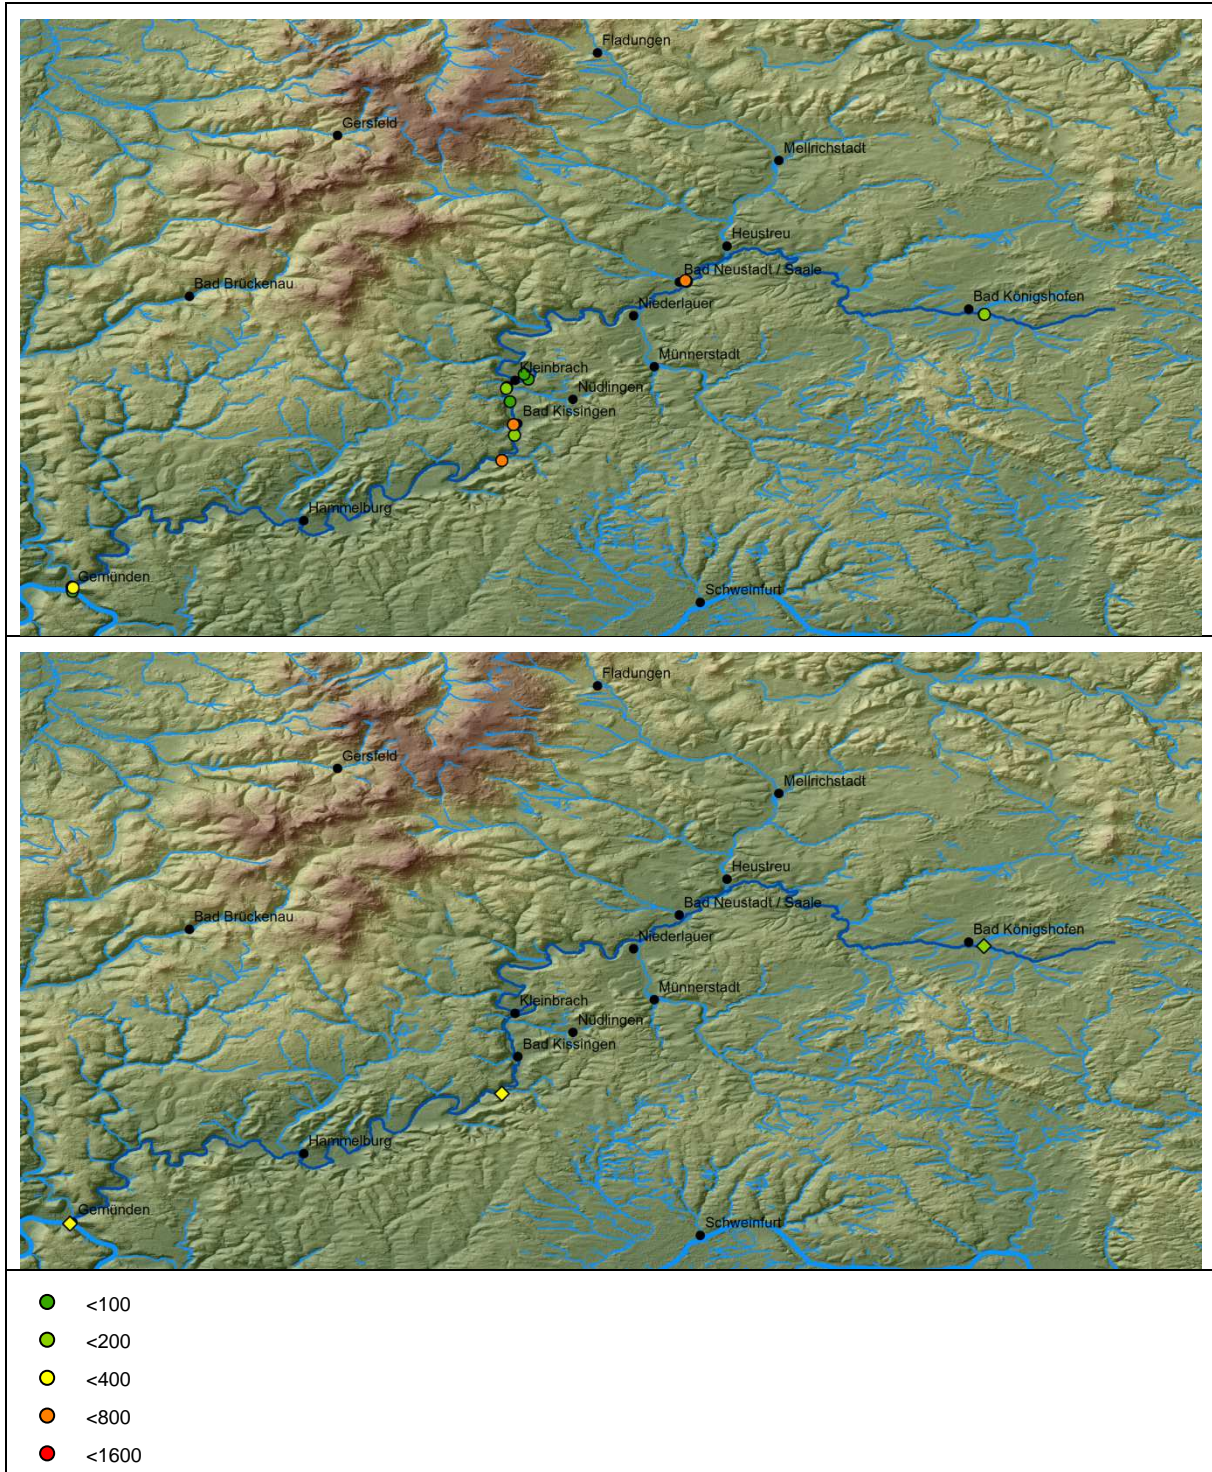 Fladungen
Gersfeld
Mellrichstadt
Heustreu
Bad Neustadt / Saale
Bad Brückenau
Bad Königshofen
Niederlauer
Münnerstadt
Kleinbrach
Nüdlingen
Bad Kissingen
Hammelburg
Gemünden
Schweinfurt
Fladungen
Gersfeld
Mellrichstadt
Heustreu
Bad Neustadt / Saale
Bad Brückenau
Bad Königshofen
Niederlauer
Münnerstadt
Kleinbrach
Nüdlingen
Bad Kissingen
Hammelburg
Gemünden
Schweinfurt
<100
<200
<400
<800
<1600